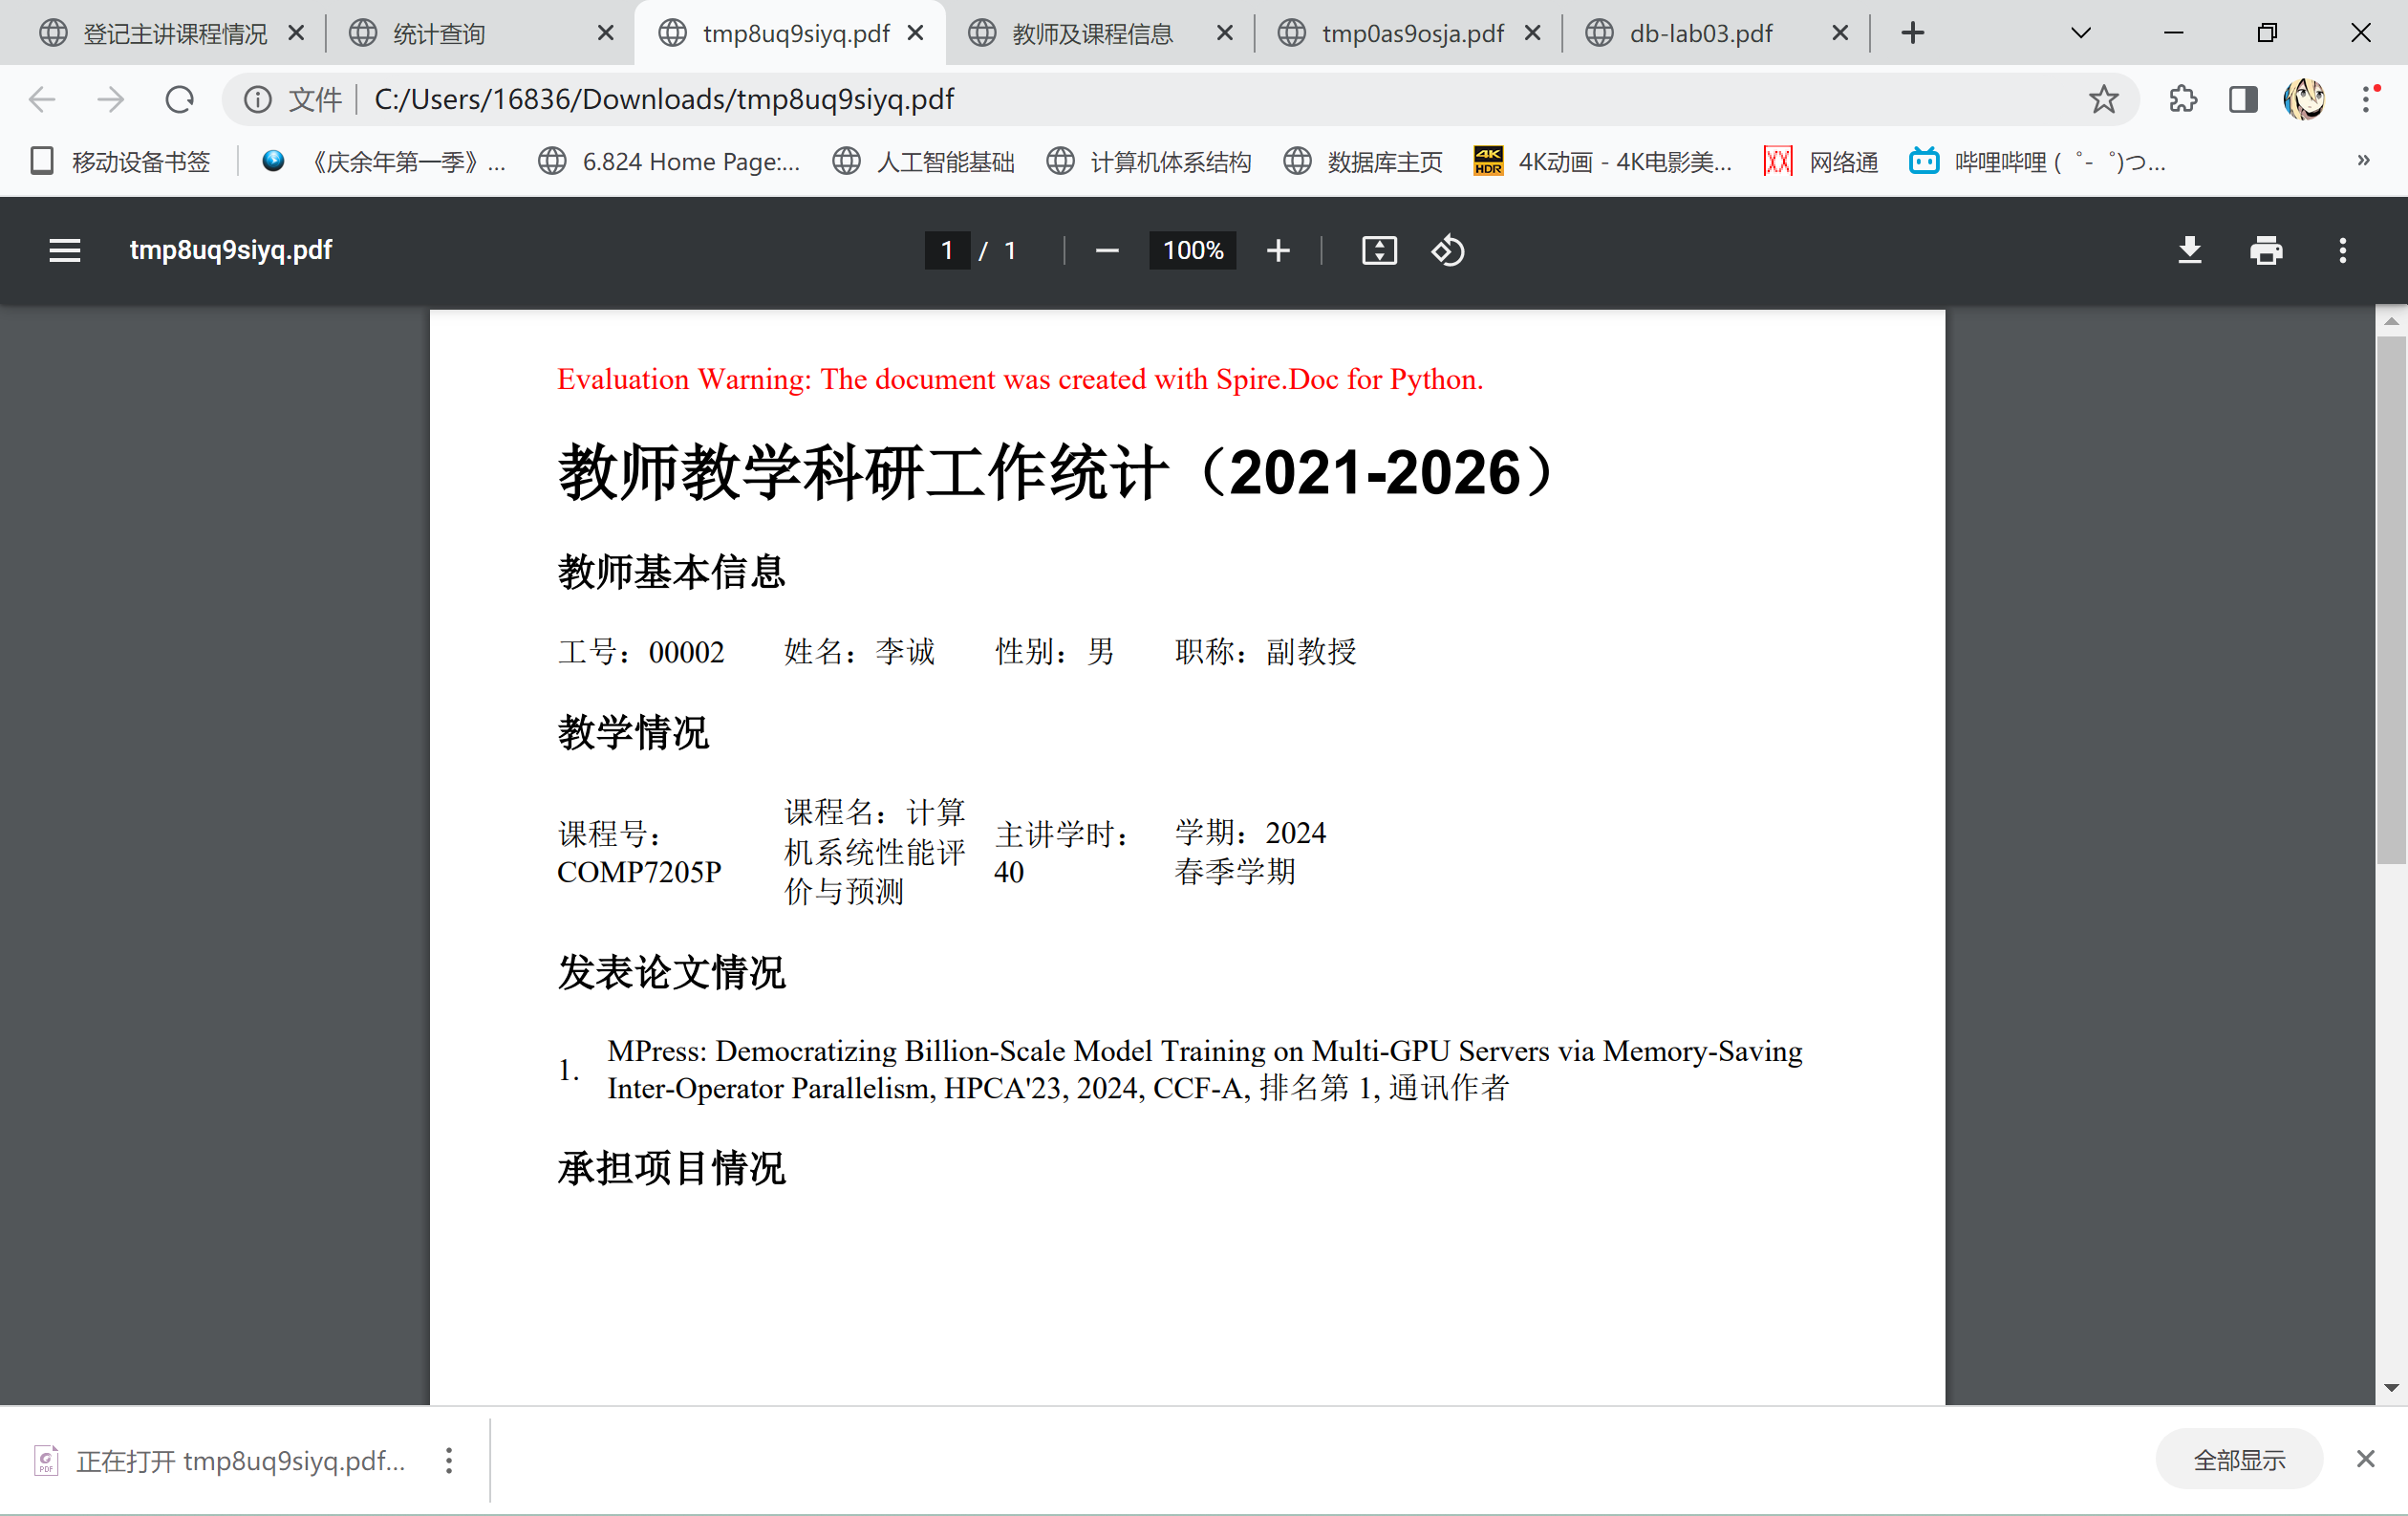 登记主讲课程情况
统计查询
tmp8uq9siyq.pdf
教师及课程信息
tmp0as9osja.pdf
db-lab03.pdf
文件
C:/Users/16836/Downloads/tmp8uq9siyq.pdf
移动设备书签
《庆余年第一季》...
6.824 Home Page:...
人工智能基础
计算机体系结构
数据库主页
4K HDR
4K动画 - 4K电影美...
网络通
哔哩哔哩 (゜-゜)つ...
»
tmp8uq9siyq.pdf
1 / 1
100%
Evaluation Warning: The document was created with Spire.Doc for Python.
教师教学科研工作统计（2021-2026）
教师基本信息
工号：00002 姓名：李诚 性别：男 职称：副教授
教学情况
课程号：
COMP7205P
课程名：计算
机系统性能评
价与预测
主讲学时：
40
学期：2024
春季学期
发表论文情况
1. MPress: Democratizing Billion-Scale Model Training on Multi-GPU Servers via Memory-Saving
Inter-Operator Parallelism, HPCA'23, 2024, CCF-A, 排名第 1, 通讯作者
承担项目情况
PDF
正在打开 tmp8uq9siyq.pdf...
全部显示